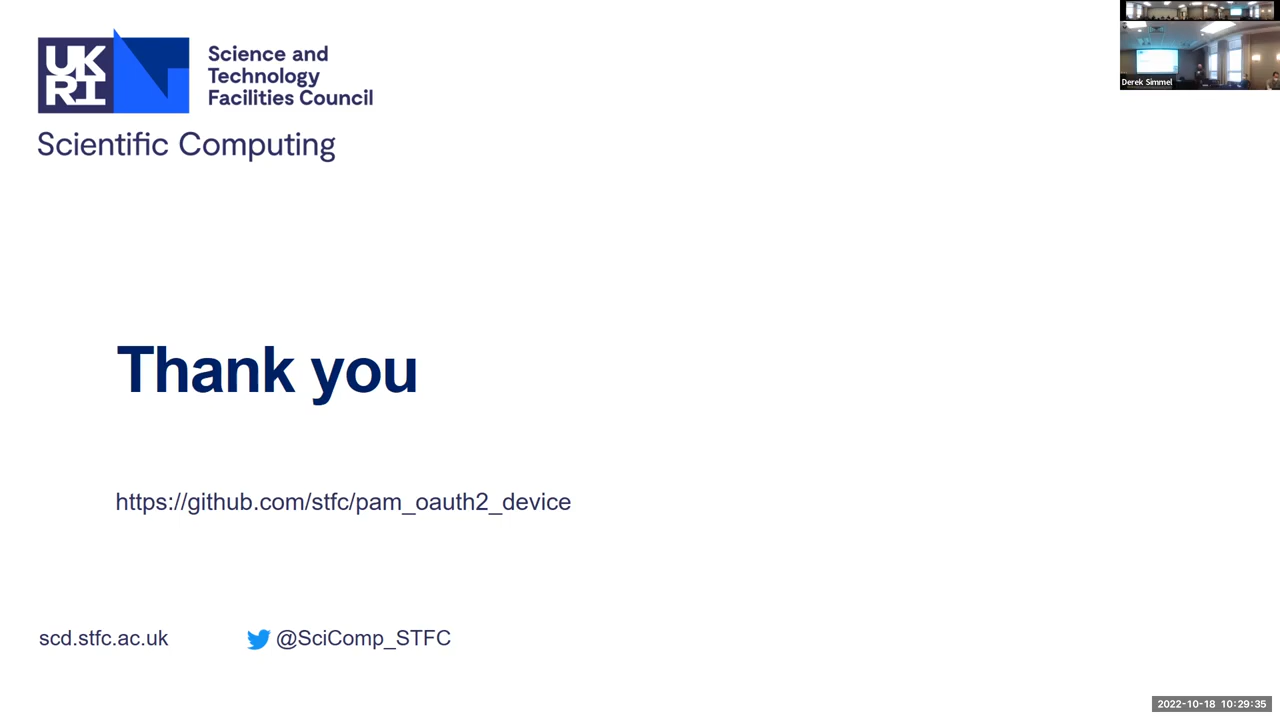 UK
RI
Science and
Technology
Facilities Council
Scientific Computing
Derek Simmel
Thank you
https://github.com/stfc/pam_oauth2_device
scd.stfc.ac.uk
@SciComp_STFC
2022-10-18 10:29:35